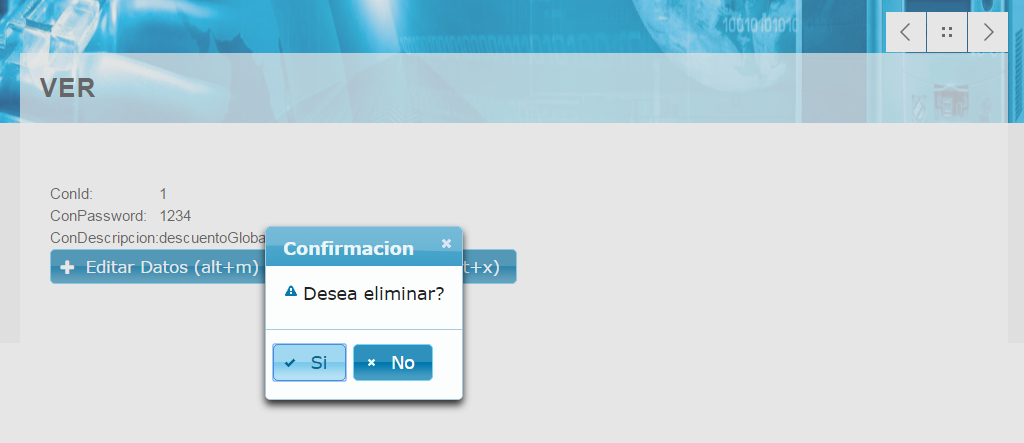 VER
ConId: 1
ConPassword: 1234
ConDescripcion:descuentoGloba
Editar Datos (alt+m) t+x)
Confirmacion
Desea eliminar?
Si No